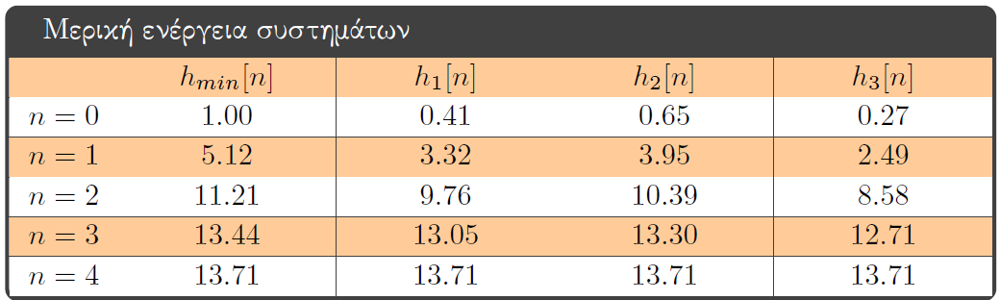 Μερική ενέργεια συστημάτων
h_{min}[n] h_1[n] h_2[n] h_3[n]
n = 0 1.00 0.41 0.65 0.27
n = 1 5.12 3.32 3.95 2.49
n = 2 11.21 9.76 10.39 8.58
n = 3 13.44 13.05 13.30 12.71
n = 4 13.71 13.71 13.71 13.71